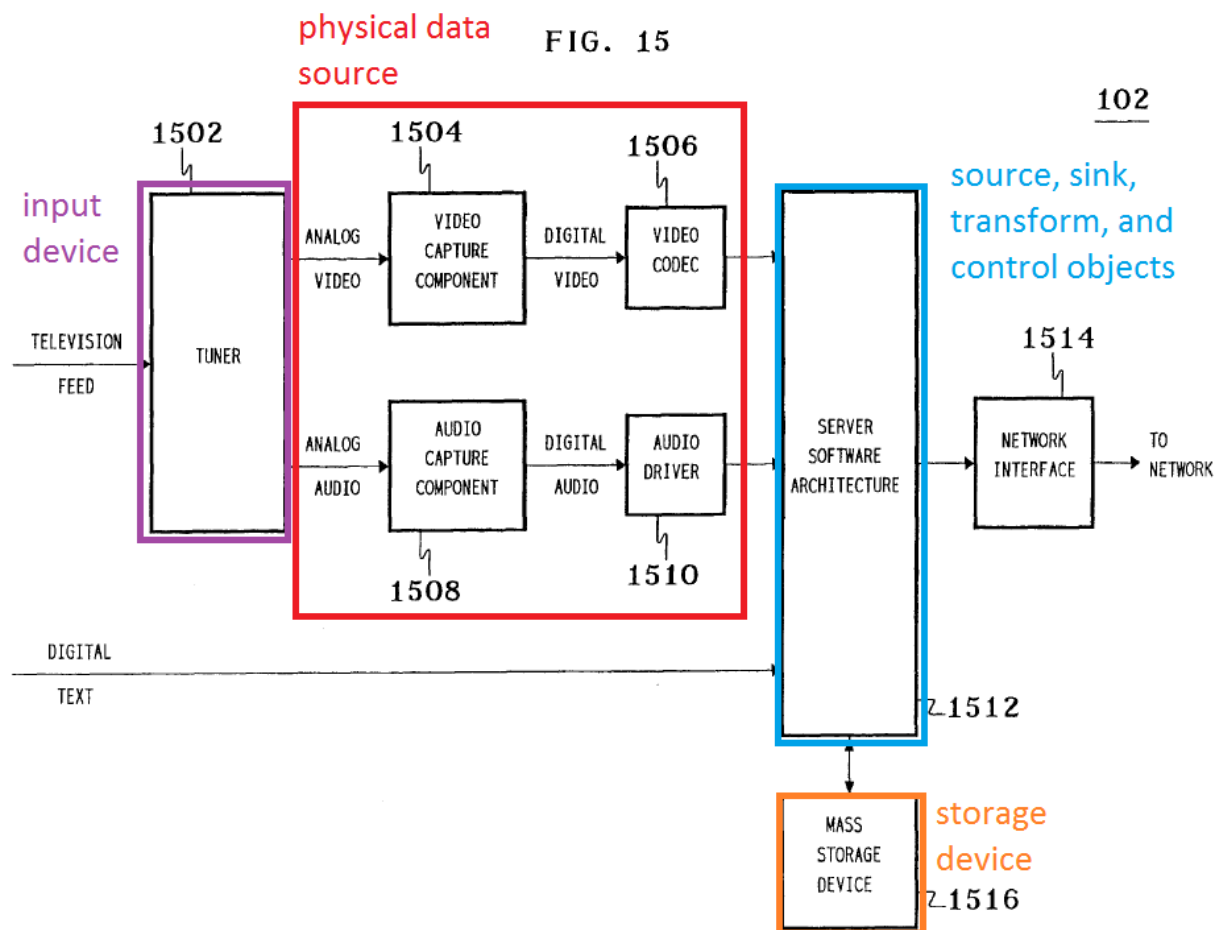 physical data
source
FIG. 15
102
1502
1504
1506
input
device
source, sink,
transform, and
control objects
ANALOG
VIDEO
VIDEO
CAPTURE
COMPONENT
DIGITAL
VIDEO
VIDEO
CODEC
TELEVISION
FEED
TUNER
1514
ANALOG
AUDIO
AUDIO
CAPTURE
COMPONENT
DIGITAL
AUDIO
AUDIO
DRIVER
SERVER
SOFTWARE
ARCHITECTURE
NETWORK
INTERFACE
TO
NETWORK
1508
1510
DIGITAL
TEXT
1512
MASS
STORAGE
DEVICE
storage
device
1516